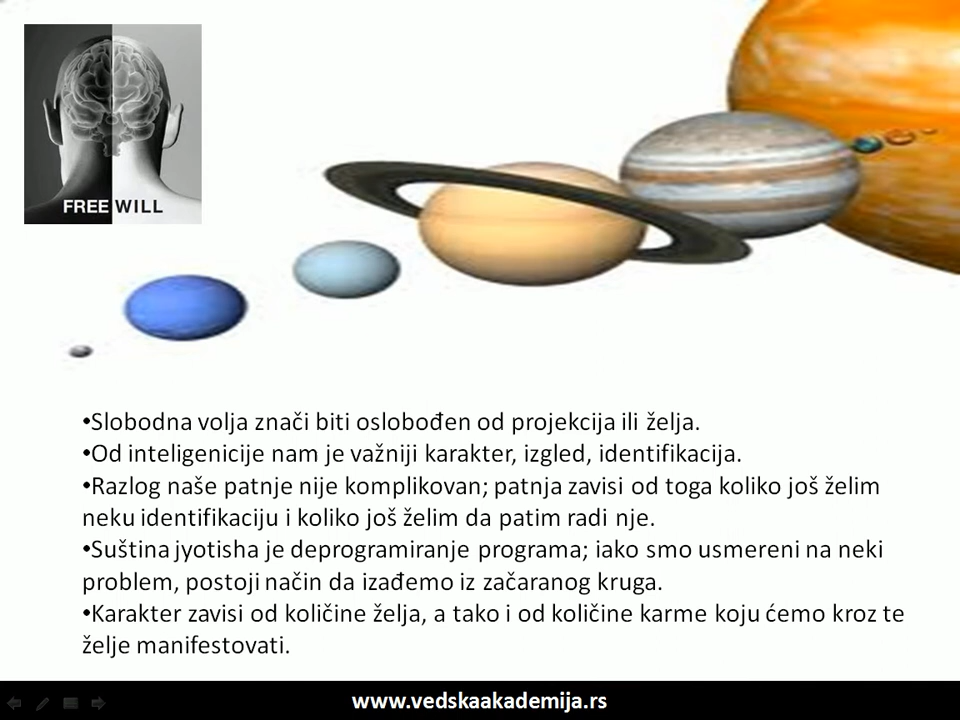 FREE WILL
•Slobodna volja znači biti oslobođen od projekcija ili želja.
•Od inteligenicije nam je važniji karakter, izgled, identifikacija.
•Razlog naše patnje nije komplikovan; patnja zavisi od toga koliko još želim
neku identifikaciju i koliko još želim da patim radi nje.
•Suština jyotisha je deprogramiranje programa; iako smo usmereni na neki
problem, postoji način da izađemo iz začaranog kruga.
•Karakter zavisi od količine želja, a tako i od količine karme koju ćemo kroz te
želje manifestovati.
www.vedskaakademija.rs